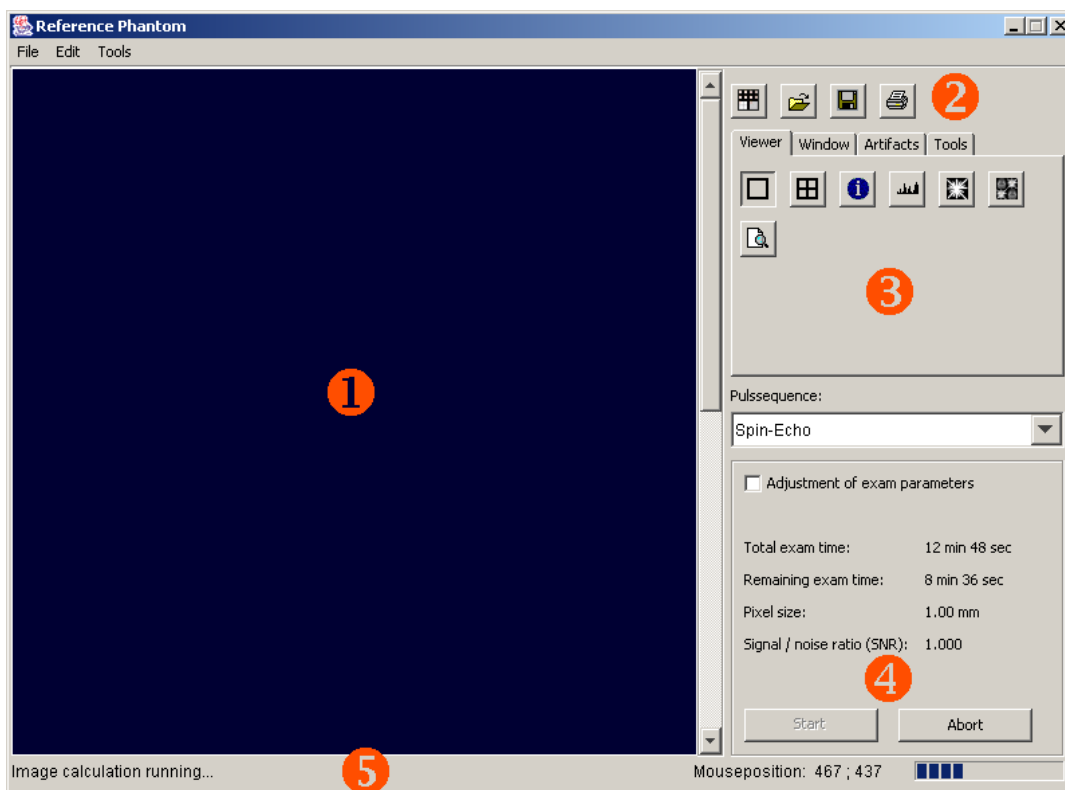 Reference Phantom
File Edit Tools
2
Viewer Window Artifacts Tools
i
3
1
Pulssequence:
Spin-Echo
Adjustment of exam parameters
Total exam time: 12 min 48 sec
Remaining exam time: 8 min 36 sec
Pixel size: 1.00 mm
Signal / noise ratio (SNR): 1.000
4
Start Abort
Image calculation running... 5 Mouseposition: 467 ; 437